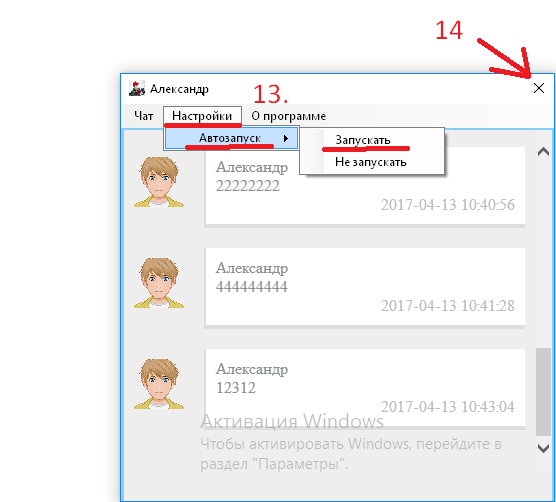 14
Александр
13.
Чат Настройки О программе
Автозапуск
Запускать
Не запускать
Александр
22222222
2017-04-13 10:40:56
Александр
444444444
2017-04-13 10:41:28
Александр
12312
2017-04-13 10:43:04
Активация Windows
Чтобы активировать Windows, перейдите в
раздел "Параметры".